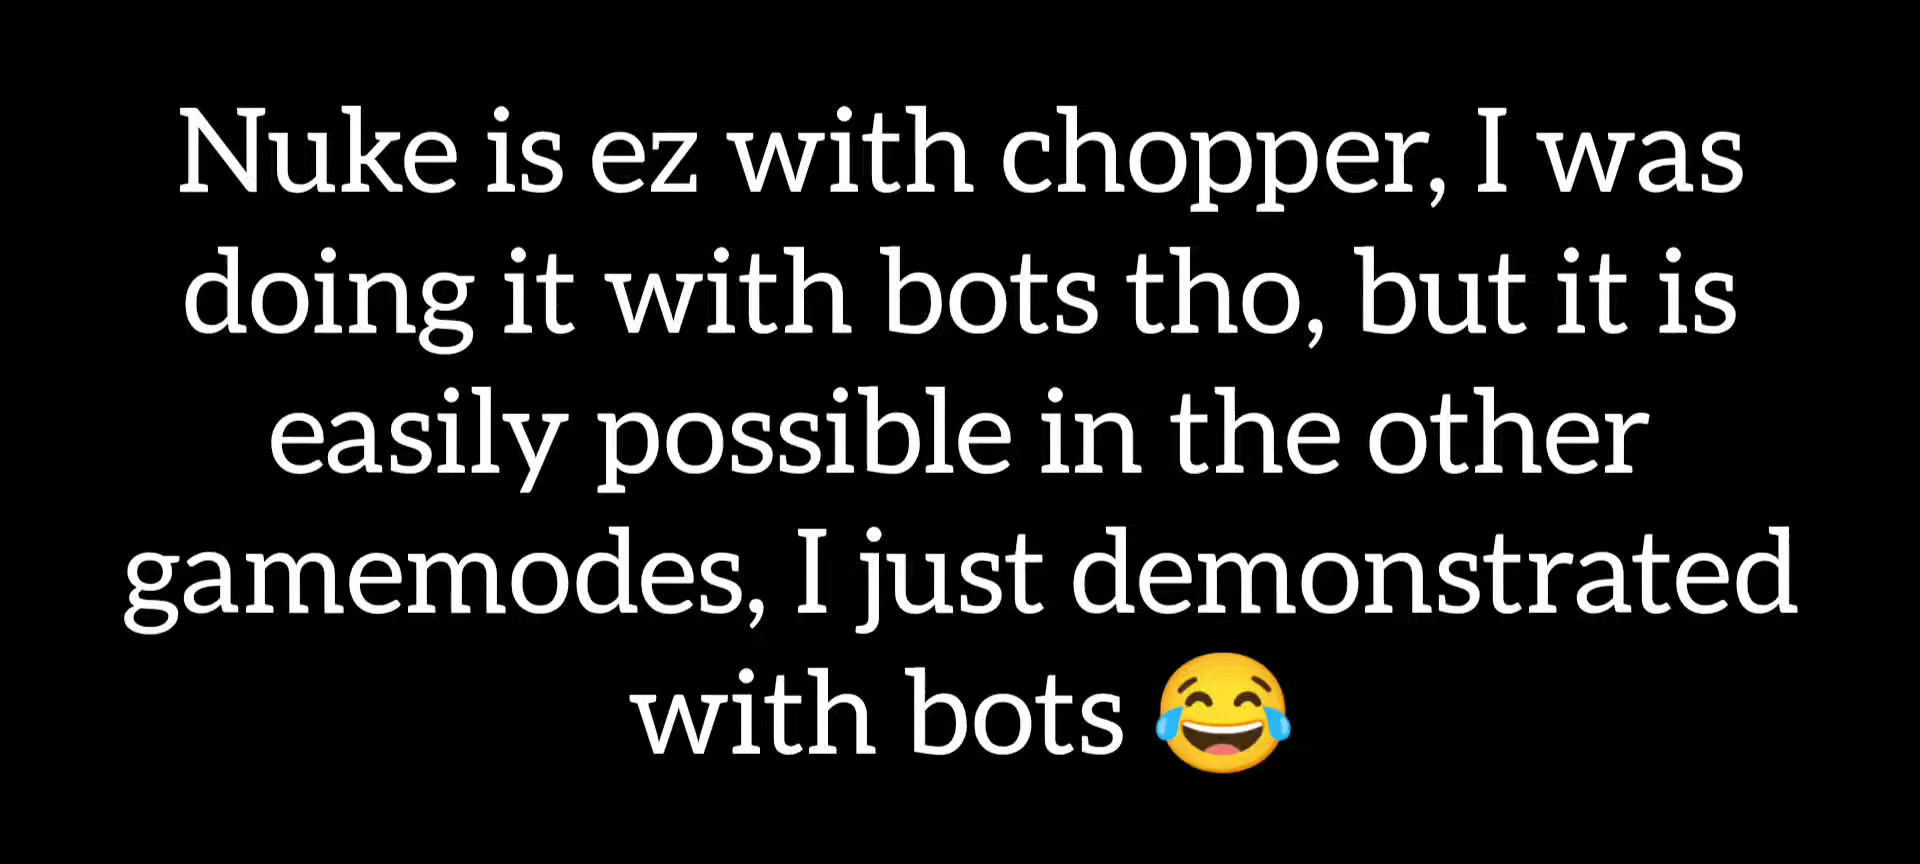 Nuke is ez with chopper, I was
doing it with bots tho, but it is
easily possible in the other
gamemodes, I just demonstrated
with bots 😂